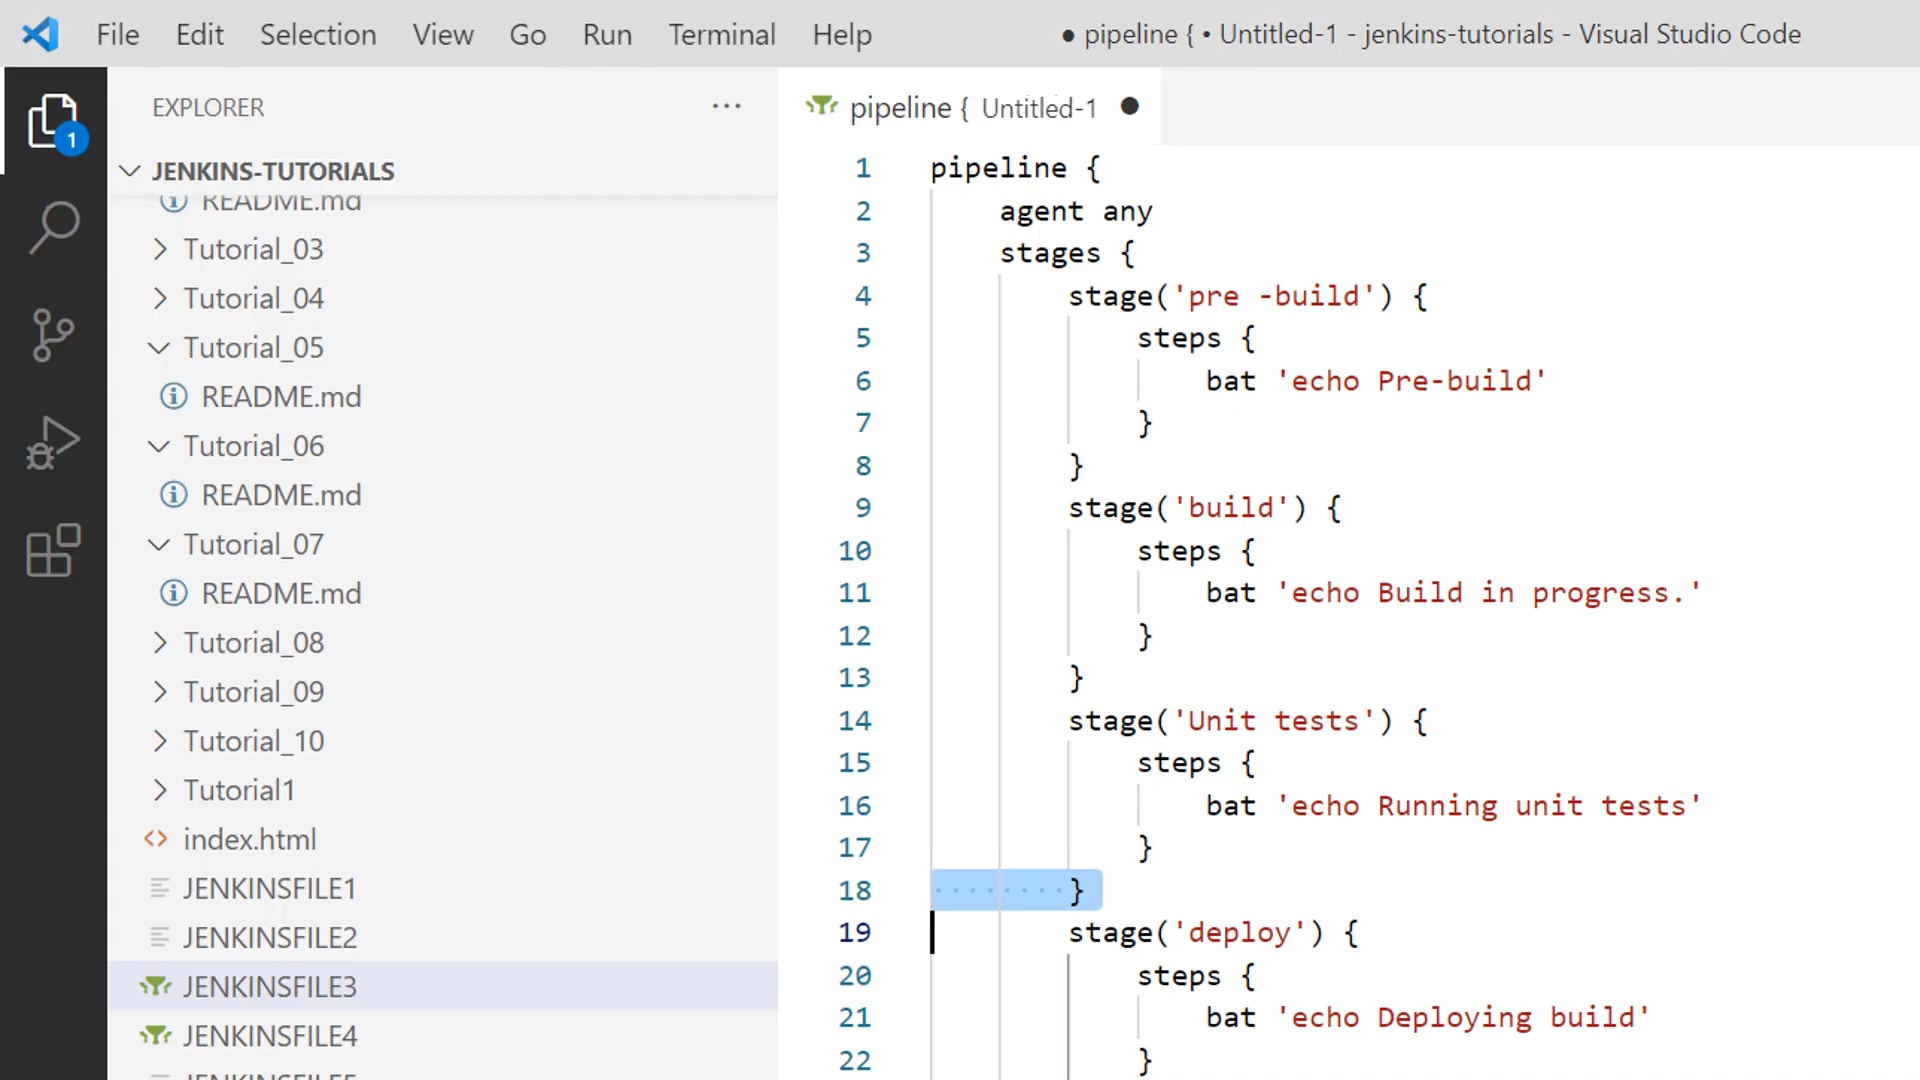 File Edit Selection View Go Run Terminal Help ● pipeline { • Untitled-1 - jenkins-tutorials - Visual Studio Code
1
EXPLORER ···
JENKINS-TUTORIALS
README.md
Tutorial_03
Tutorial_04
Tutorial_05
README.md
Tutorial_06
README.md
Tutorial_07
README.md
Tutorial_08
Tutorial_09
Tutorial_10
Tutorial1
index.html
JENKINSFILE1
JENKINSFILE2
JENKINSFILE3
JENKINSFILE4
JENKINSFILE5
pipeline { Untitled-1 ●
1 pipeline {
2 agent any
3 stages {
4 stage('pre -build') {
5 steps {
6 bat 'echo Pre-build'
7 }
8 }
9 stage('build') {
10 steps {
11 bat 'echo Build in progress.'
12 }
13 }
14 stage('Unit tests') {
15 steps {
16 bat 'echo Running unit tests'
17 }
18 }
19 stage('deploy') {
20 steps {
21 bat 'echo Deploying build'
22 }